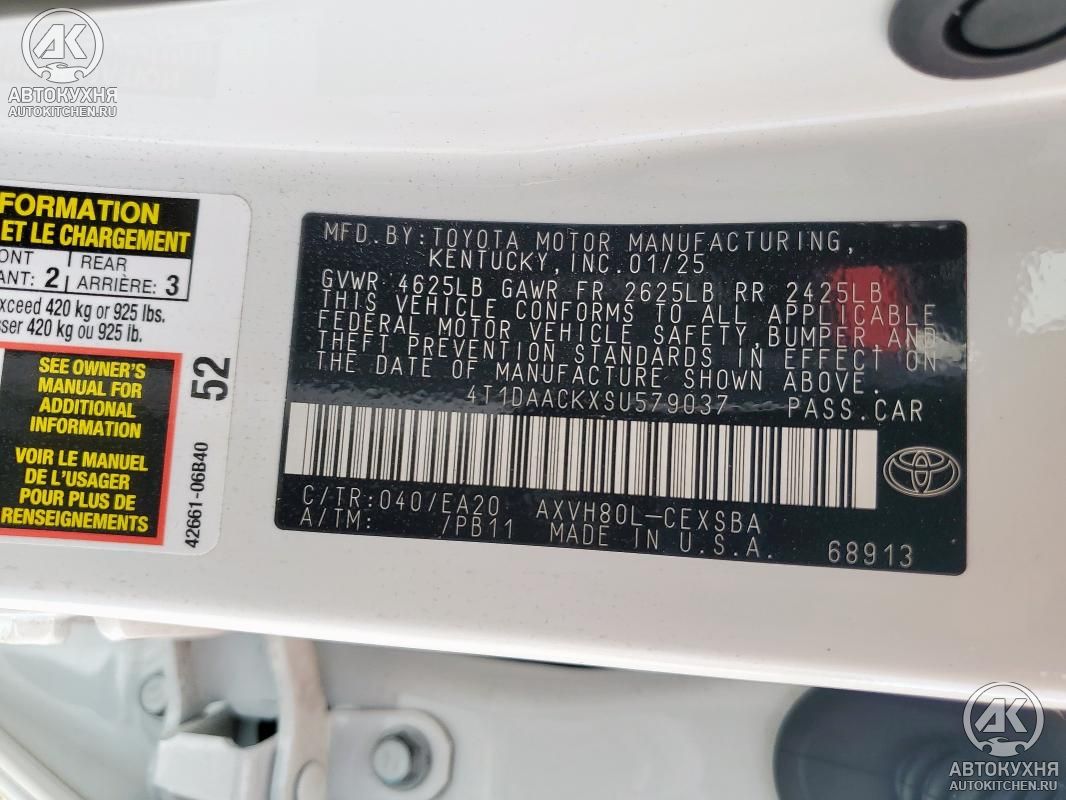 АВТОКУХНЯ
AUTOKITCHEN.RU
FORMATION
ET LE CHARGEMENT
REAR
2 ARRIÈRE: 3
exceed 420 kg or 925 lbs.
420 kg ou 925 lb.
SEE OWNER'S
MANUAL FOR
ADDITIONAL
INFORMATION
VOIR LE MANUEL
DE L'USAGER
POUR PLUS DE
RENSEIGNEMENTS
52
42661-06B40
MFD.BY:TOYOTA MOTOR MANUFACTURING,
KENTUCKY,INC.01/25
GVWR 4625LB GAWR FR 2625LB RR 2425LB
THIS VEHICLE CONFORMS TO ALL APPLICABLE
FEDERAL MOTOR VEHICLE SAFETY,BUMPER,AND
THEFT PREVENTION STANDARDS IN EFFECT ON
THE DATE OF MANUFACTURE SHOWN ABOVE.
4T1DAACKXSU579037 PASS.CAR
C/TR:040/EA20 AXVH80L-CEXSBA
A/TM: /PB11 MADE IN U.S.A. 68913
АВТОКУХНЯ
AUTOKITCHEN.RU